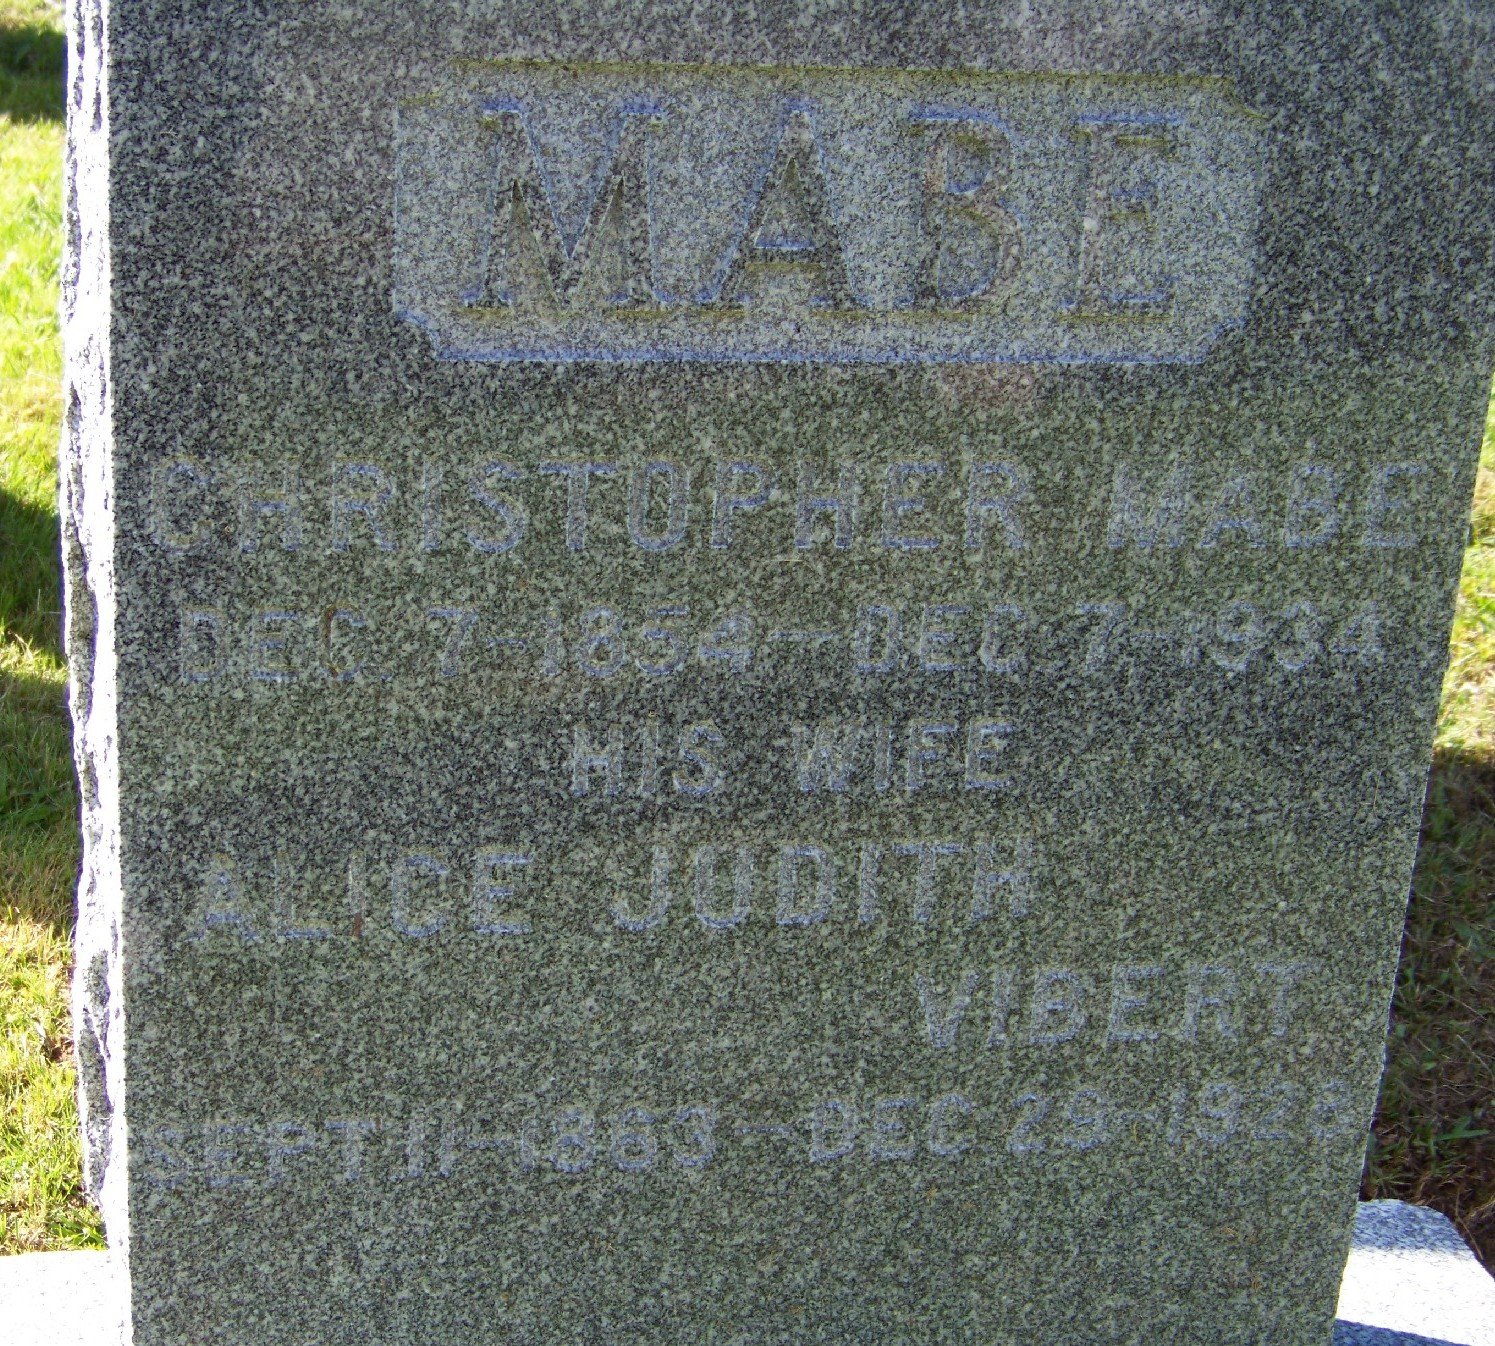 MABE
CHRISTOPHER MABE
DEC. 7-1854-DEC. 7-1934
HIS WIFE
ALICE JUDITH
VIBERT
SEPT.11-1863-DEC 29-1928